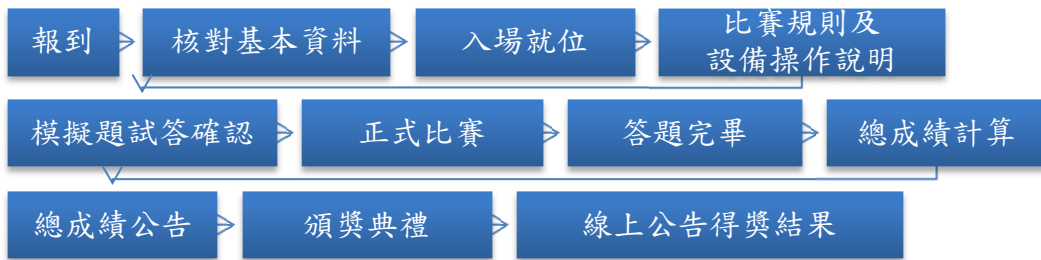 報到
核對基本資料
入場就位
比賽規則及
設備操作說明
模擬題試答確認
正式比賽
答題完畢
總成績計算
總成績公告
頒獎典禮
線上公告得獎結果